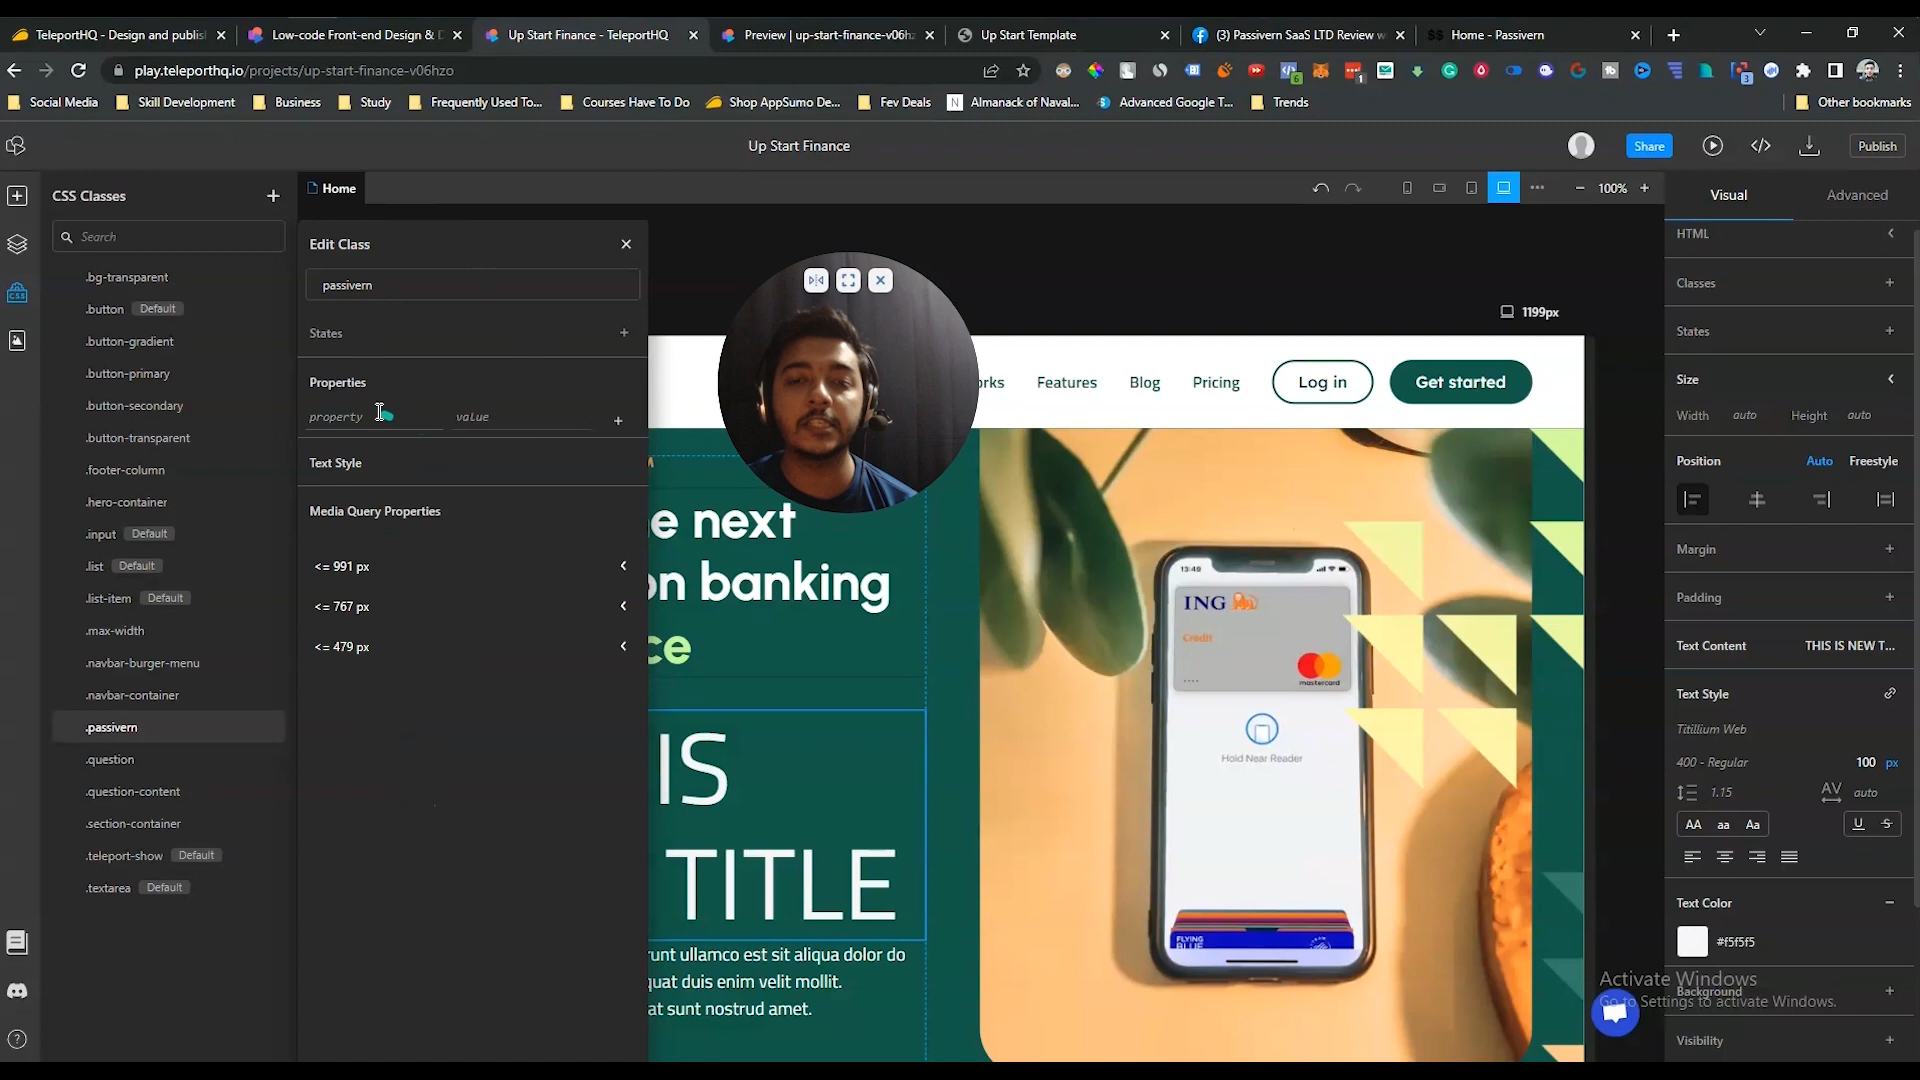 TeleportHQ - Design and publis
Low-code Front-end Design & D
Up Start Finance - TeleportHQ
Preview | up-start-finance-v06hz
Up Start Template
(3) Passivern SaaS LTD Review w
Home - Passivern
play.teleporthq.io/projects/up-start-finance-v06hzo
Social Media
Skill Development
Business
Study
Frequently Used To...
Courses Have To Do
Shop AppSumo De...
Fev Deals
Almanack of Naval...
Advanced Google T...
Trends
Other bookmarks
Up Start Finance
Share
Publish
CSS Classes
Search
.bg-transparent
.button Default
.button-gradient
.button-primary
.button-secondary
.button-transparent
.footer-column
.hero-container
.input Default
.list Default
.list-item Default
.max-width
.navbar-burger-menu
.navbar-container
.passivern
.question
.question-content
.section-container
.teleport-show Default
.textarea Default
Home
100%
Edit Class
passivern
States
Properties
property value
Text Style
Media Query Properties
<= 991 px
<= 767 px
<= 479 px
1199px
orks
Features
Blog
Pricing
Log in
Get started
e next
on banking
ce
IS
TITLE
runt ullamco est sit aliqua dolor do
quat duis enim velit mollit.
at sunt nostrud amet.
13:49
ING
Credit
mastercard
Hold Near Reader
FLYING
BLUE
Visual
Advanced
HTML
Classes
States
Size
Width auto Height auto
Position Auto Freestyle
Margin
Padding
Text Content THIS IS NEW T...
Text Style
Titillium Web
400 - Regular 100 px
1.15 AV auto
AA aa Aa U S
Text Color
#f5f5f5
Background
Visibility
Activate Windows
Go to Settings to activate Windows.